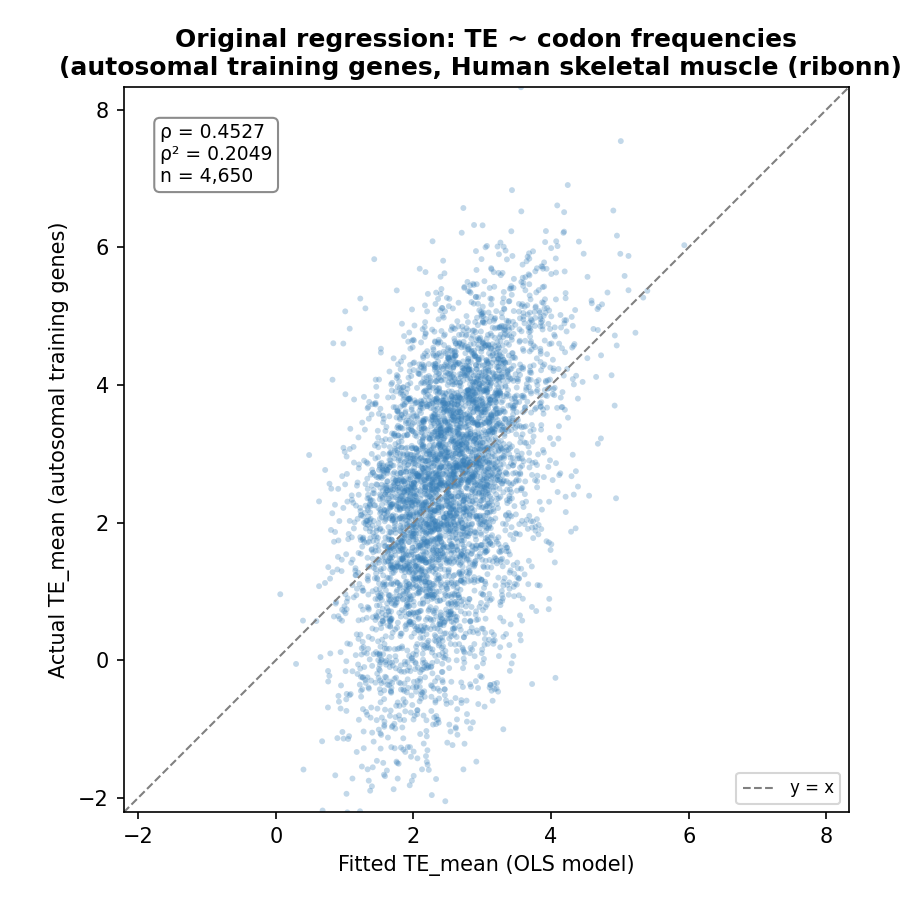 Original regression: TE ~ codon frequencies
(autosomal training genes, Human skeletal muscle (ribonn)
ρ = 0.4527
ρ² = 0.2049
n = 4,650
8
6
4
2
0
−2
Actual TE_mean (autosomal training genes)
y = x
−2
0
2
4
6
8
Fitted TE_mean (OLS model)